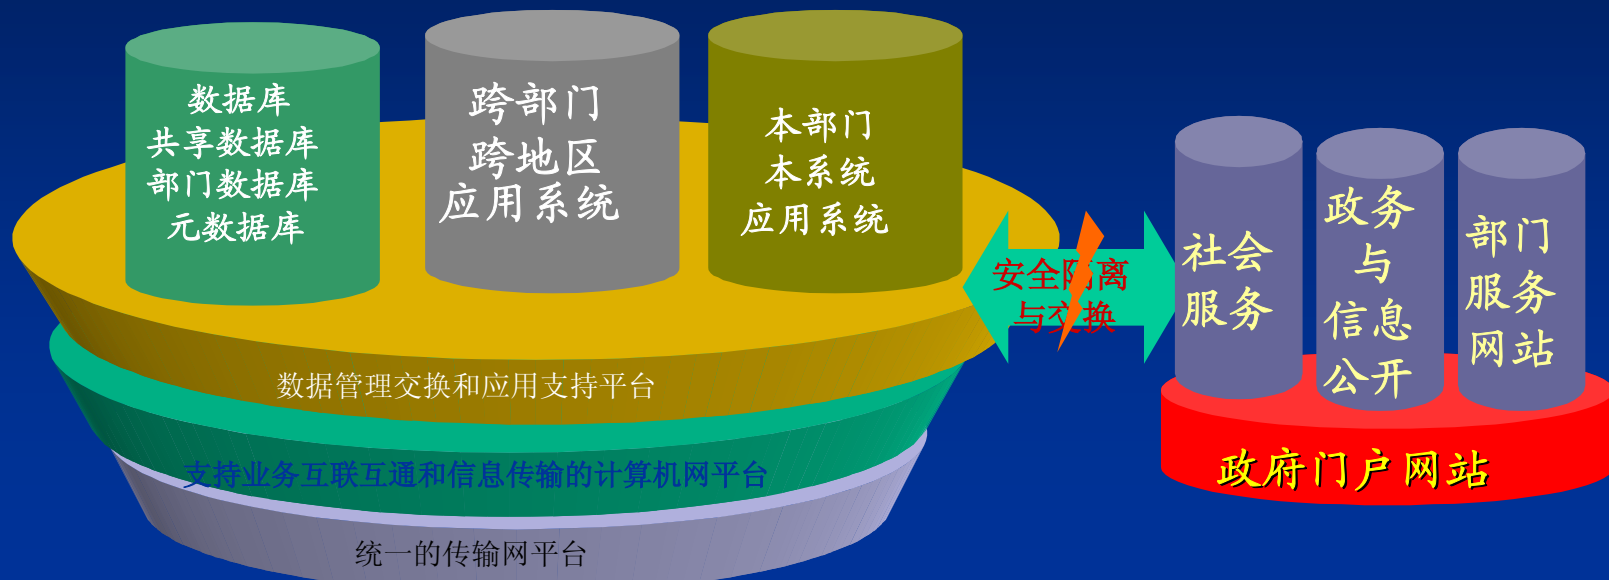 数据库
共享数据库
部门数据库
元数据库
跨部门
跨地区
应用系统
本部门
本系统
应用系统
数据管理交换和应用支持平台
支持业务互联互通和信息传输的计算机网平台
统一的传输网平台
安全隔离
与交换
社会
服务
政务
与
信息
公开
部门
服务
网站
政府门户网站